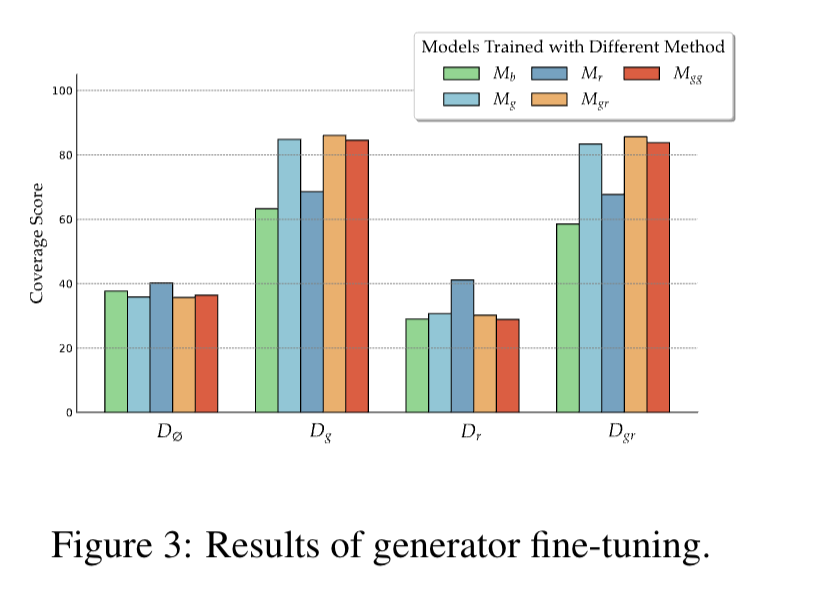 Models Trained with Different Method
M_b M_r M_gg
M_g M_gr
100
80
60
40
20
0
Coverage Score
D_∅ D_g D_r D_gr
Figure 3: Results of generator fine-tuning.